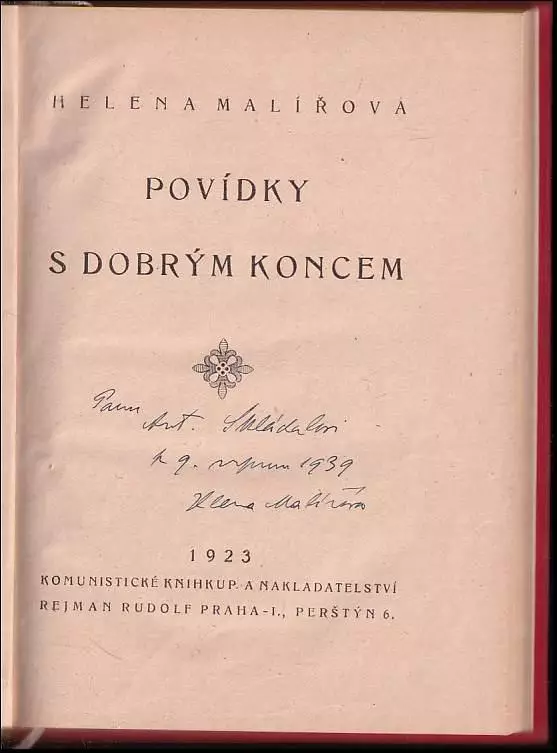 HELENA MALÍŘOVÁ
POVÍDKY
S DOBRÝM KONCEM
Panu
Ant. Skládalovi
k 9. srpnu 1939
Helena Malířová
1923
KOMUNISTICKÉ KNIHKUP. A NAKLADATELSTVÍ
REJMAN RUDOLF PRAHA-I., PERŠTÝN 6.